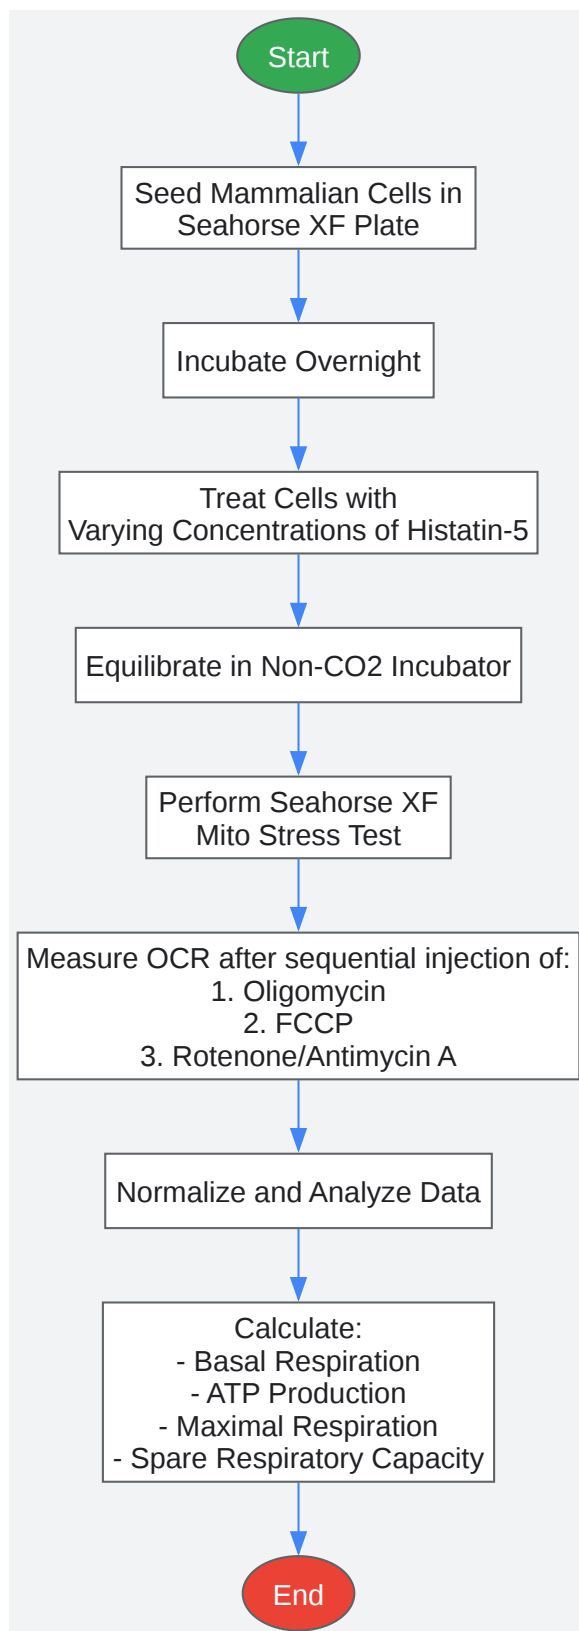 Start
Seed Mammalian Cells in
Seahorse XF Plate
Incubate Overnight
Treat Cells with
Varying Concentrations of Histatin-5
Equilibrate in Non-CO2 Incubator
Perform Seahorse XF
Mito Stress Test
Measure OCR after sequential injection of:
1. Oligomycin
2. FCCP
3. Rotenone/Antimycin A
Normalize and Analyze Data
Calculate:
- Basal Respiration
- ATP Production
- Maximal Respiration
- Spare Respiratory Capacity
End